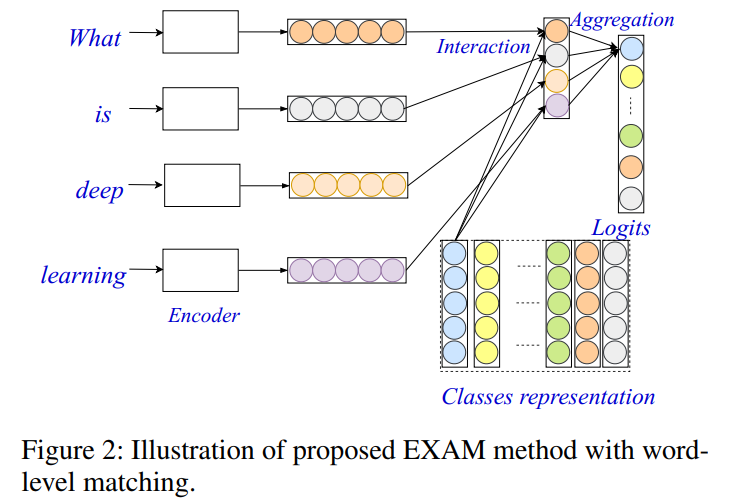 What
is
deep
learning
Encoder
Interaction
Aggregation
Logits
Classes representation
Figure 2: Illustration of proposed EXAM method with word-
level matching.